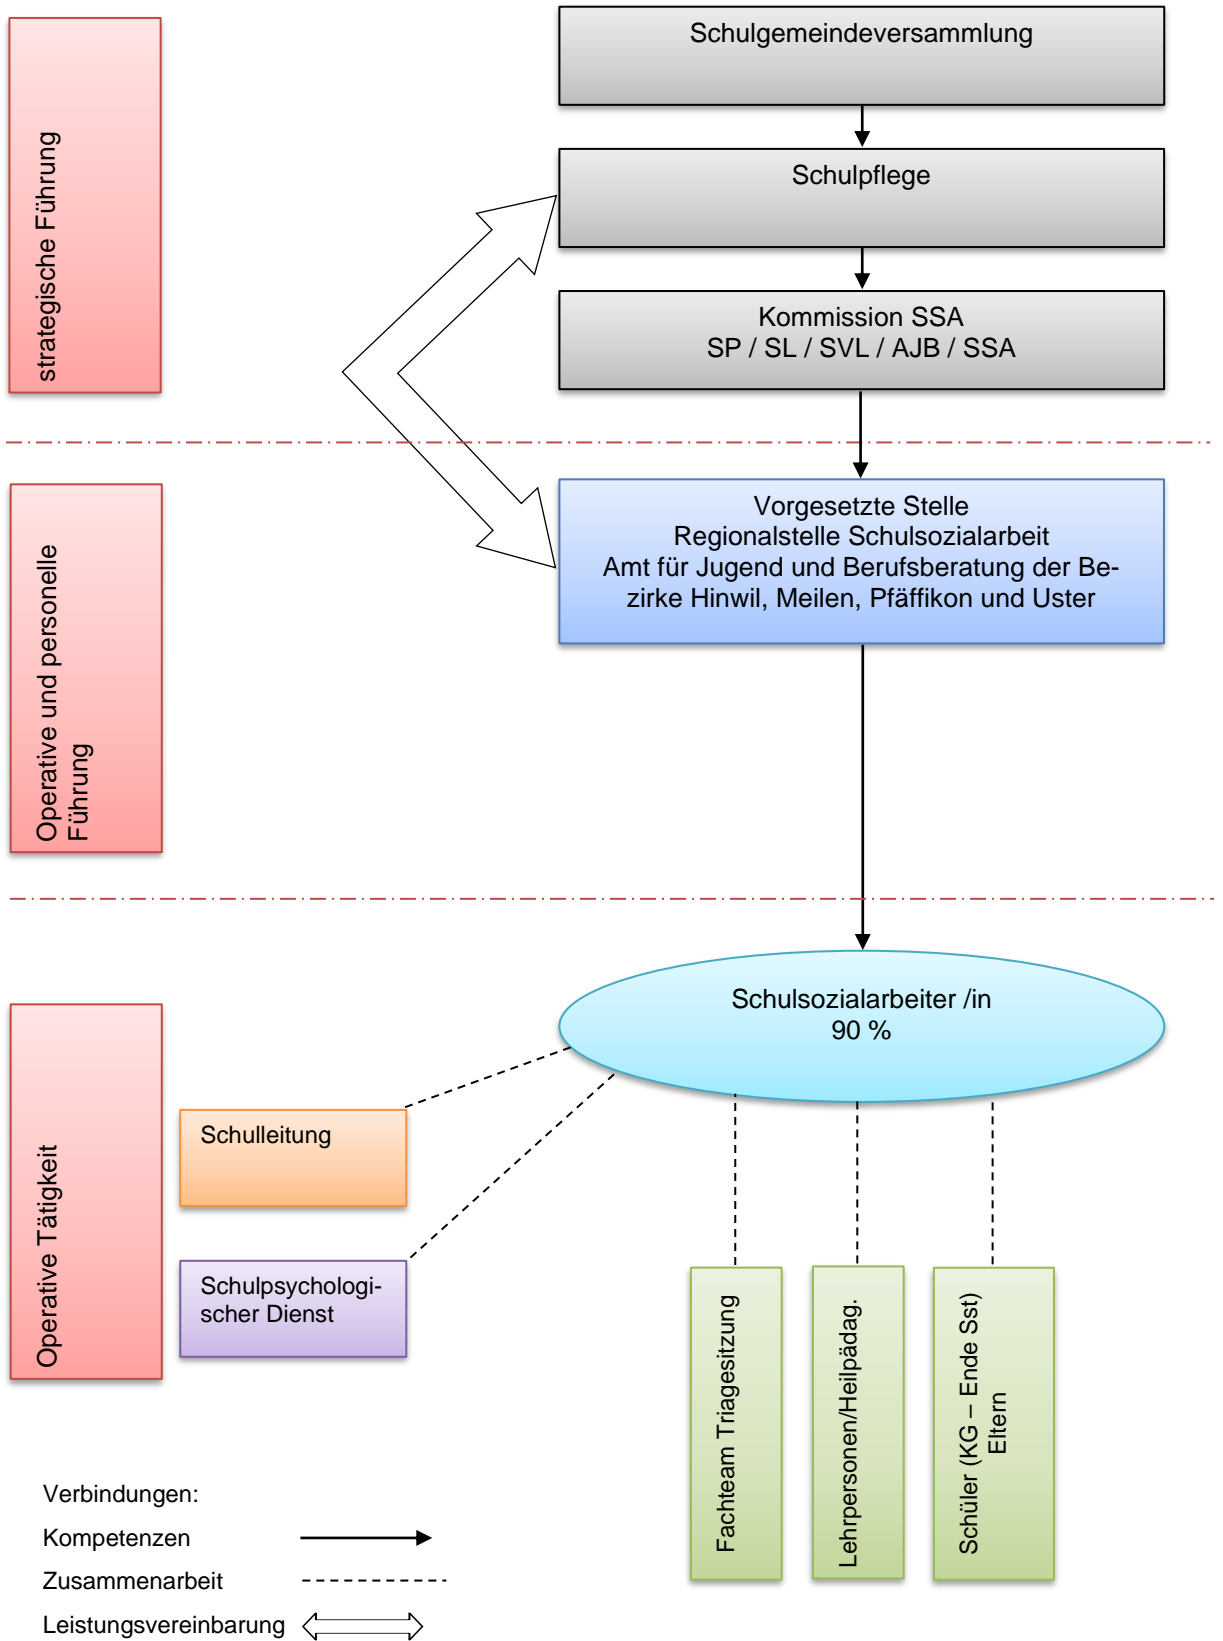 strategische Führung
Schulgemeindeversammlung
Schulpflege
Kommission SSA
SP / SL / SVL / AJB / SSA
Operative und personelle
Führung
Vorgesetzte Stelle
Regionalstelle Schulsozialarbeit
Amt für Jugend und Berufsberatung der Be-
zirke Hinwil, Meilen, Pfäffikon und Uster
Operative Tätigkeit
Schulsozialarbeiter /in
90 %
Schulleitung
Schulpsychologi-
scher Dienst
Fachteam Triagesitzung
Lehrpersonen/Heilpädag.
Schüler (KG – Ende Sst)
Eltern
Verbindungen:
Kompetenzen
Zusammenarbeit
Leistungsvereinbarung